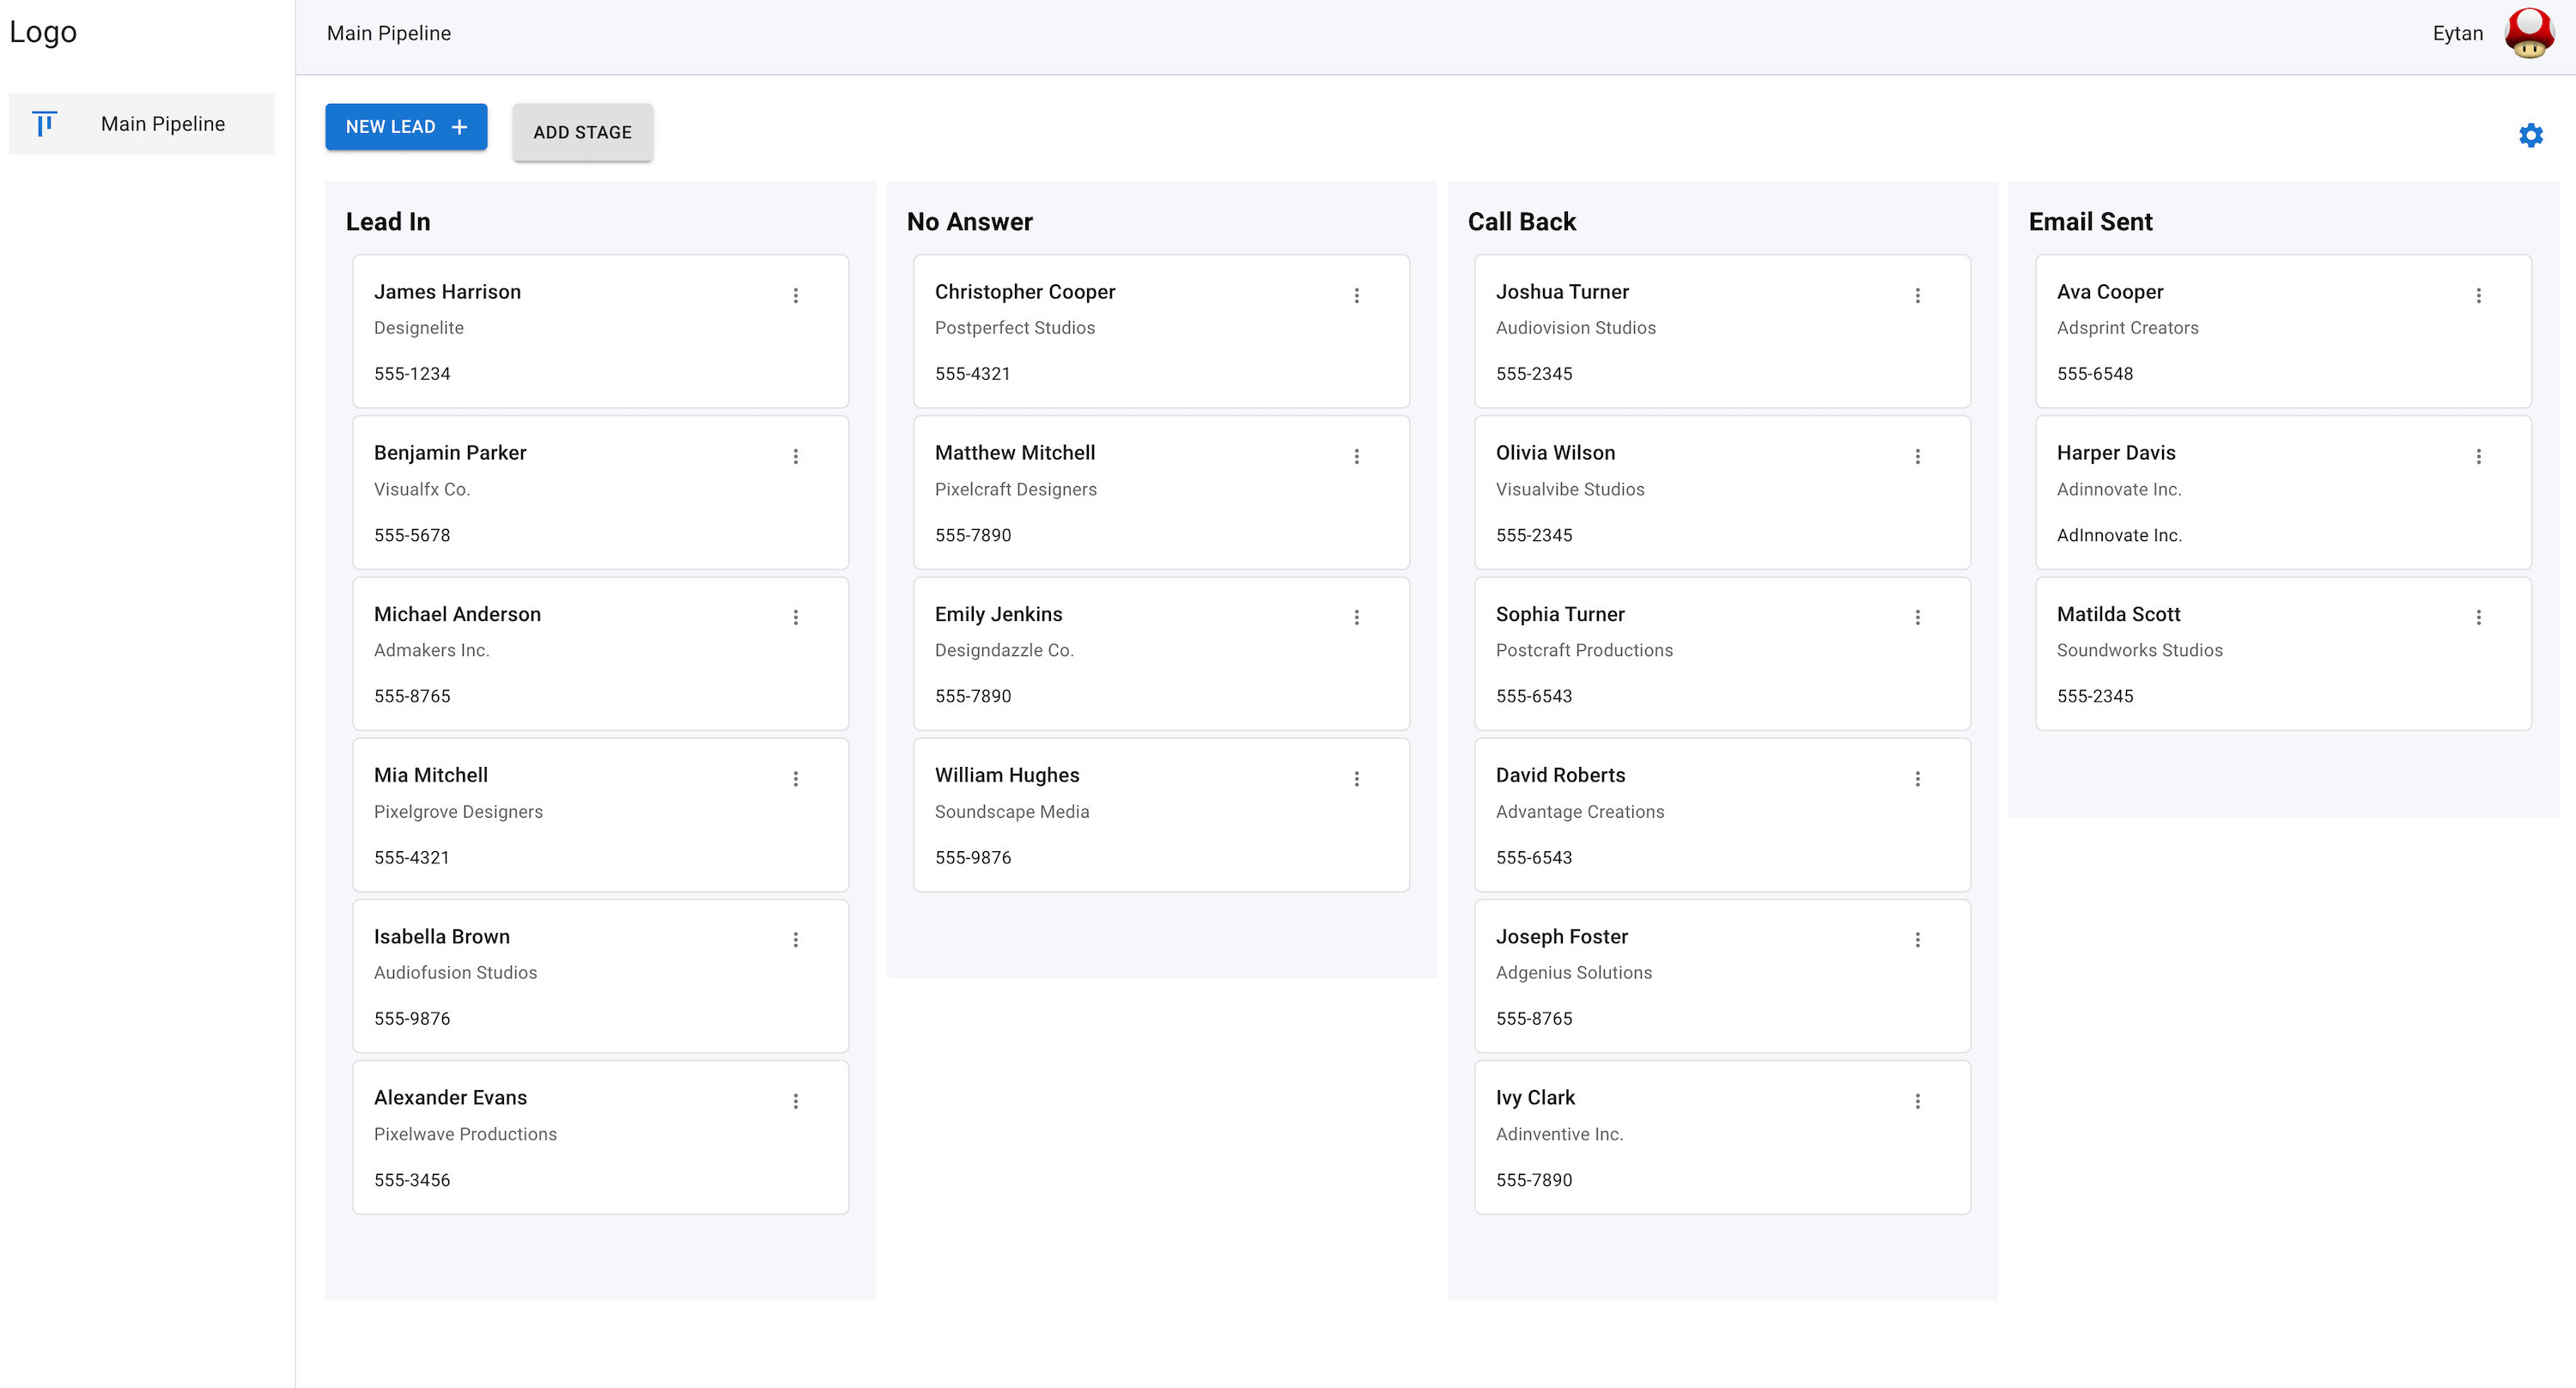 Logo
Main Pipeline
Main Pipeline
Eytan
NEW LEAD +
ADD STAGE
Lead In
James Harrison
Designelite
555-1234
Benjamin Parker
Visualfx Co.
555-5678
Michael Anderson
Admakers Inc.
555-8765
Mia Mitchell
Pixelgrove Designers
555-4321
Isabella Brown
Audiofusion Studios
555-9876
Alexander Evans
Pixelwave Productions
555-3456
No Answer
Christopher Cooper
Postperfect Studios
555-4321
Matthew Mitchell
Pixelcraft Designers
555-7890
Emily Jenkins
Designdazzle Co.
555-7890
William Hughes
Soundscape Media
555-9876
Call Back
Joshua Turner
Audiovision Studios
555-2345
Olivia Wilson
Visualvibe Studios
555-2345
Sophia Turner
Postcraft Productions
555-6543
David Roberts
Advantage Creations
555-6543
Joseph Foster
Adgenius Solutions
555-8765
Ivy Clark
Adinventive Inc.
555-7890
Email Sent
Ava Cooper
Adsprint Creators
555-6548
Harper Davis
Adinnovate Inc.
AdInnovate Inc.
Matilda Scott
Soundworks Studios
555-2345